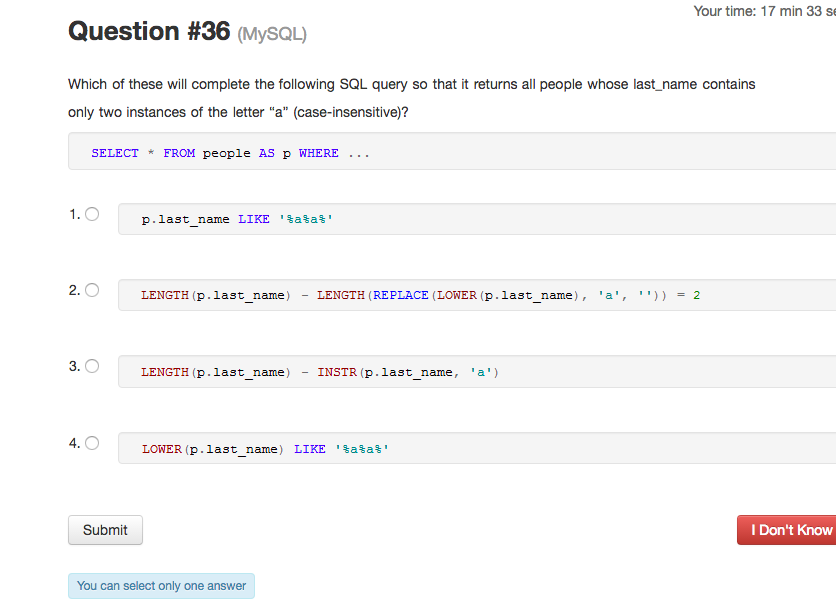 Your time: 17 min 33 se
Question #36 (MySQL)
Which of these will complete the following SQL query so that it returns all people whose last_name contains
only two instances of the letter “a” (case-insensitive)?
SELECT * FROM people AS p WHERE ...
1. p.last_name LIKE '%a%a%'
2. LENGTH(p.last_name) - LENGTH(REPLACE(LOWER(p.last_name), 'a', '')) = 2
3. LENGTH(p.last_name) - INSTR(p.last_name, 'a')
4. LOWER(p.last_name) LIKE '%a%a%'
Submit
I Don't Know
You can select only one answer